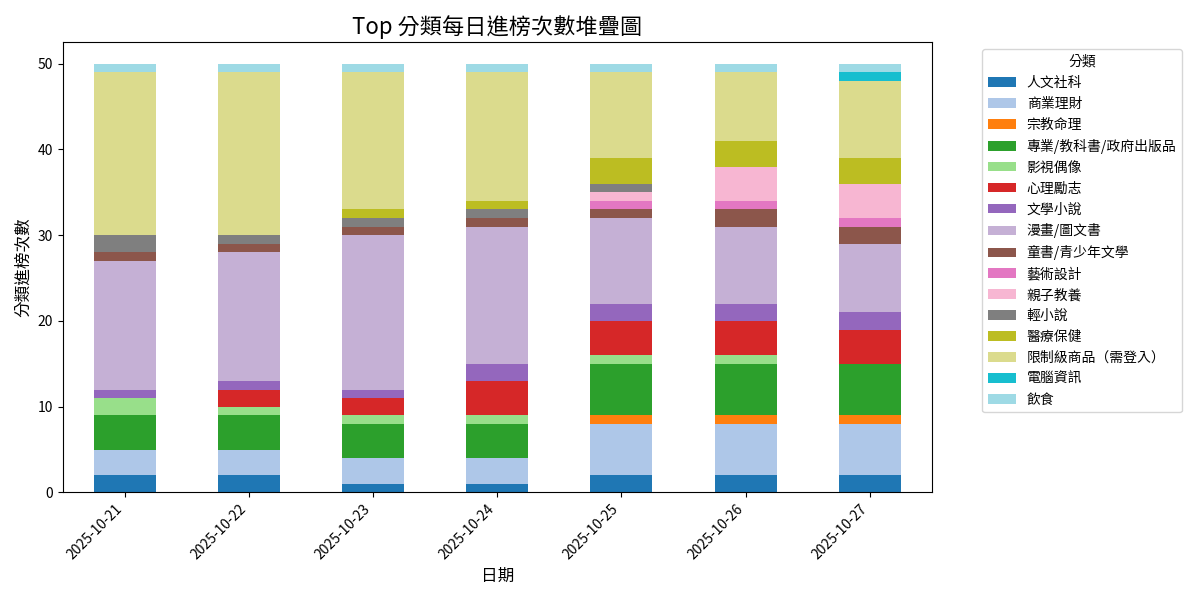 Top 分類每日進榜次數堆疊圖
分類進榜次數
50
40
30
20
10
0
2025-10-21
2025-10-22
2025-10-23
2025-10-24
2025-10-25
2025-10-26
2025-10-27
日期
分類
人文社科
商業理財
宗教命理
專業/教科書/政府出版品
影視偶像
心理勵志
文學小說
漫畫/圖文書
童書/青少年文學
藝術設計
親子教養
輕小說
醫療保健
限制級商品（需登入）
電腦資訊
飲食